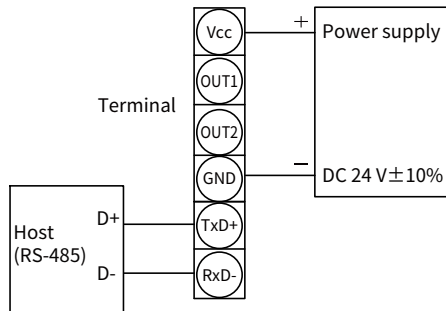 Vcc
+
Power supply
OUT1
Terminal
OUT2
GND
−
DC 24 V±10%
D+
TxD+
Host
(RS-485)
D-
RxD-